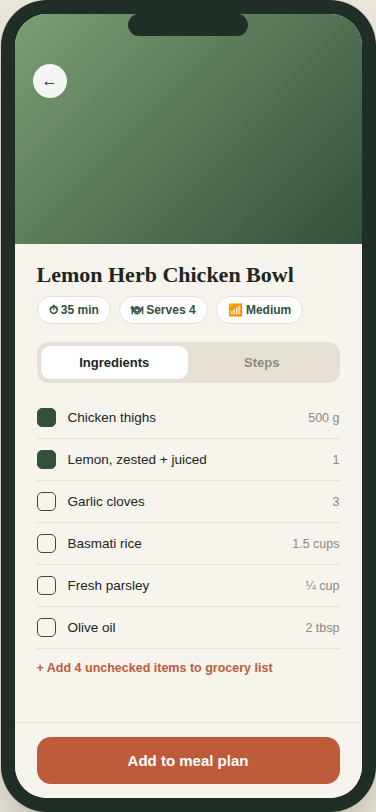 ←
Lemon Herb Chicken Bowl
⏱ 35 min 🍽 Serves 4 📶 Medium
Ingredients Steps
Chicken thighs 500 g
Lemon, zested + juiced 1
Garlic cloves 3
Basmati rice 1.5 cups
Fresh parsley ¼ cup
Olive oil 2 tbsp
+ Add 4 unchecked items to grocery list
Add to meal plan